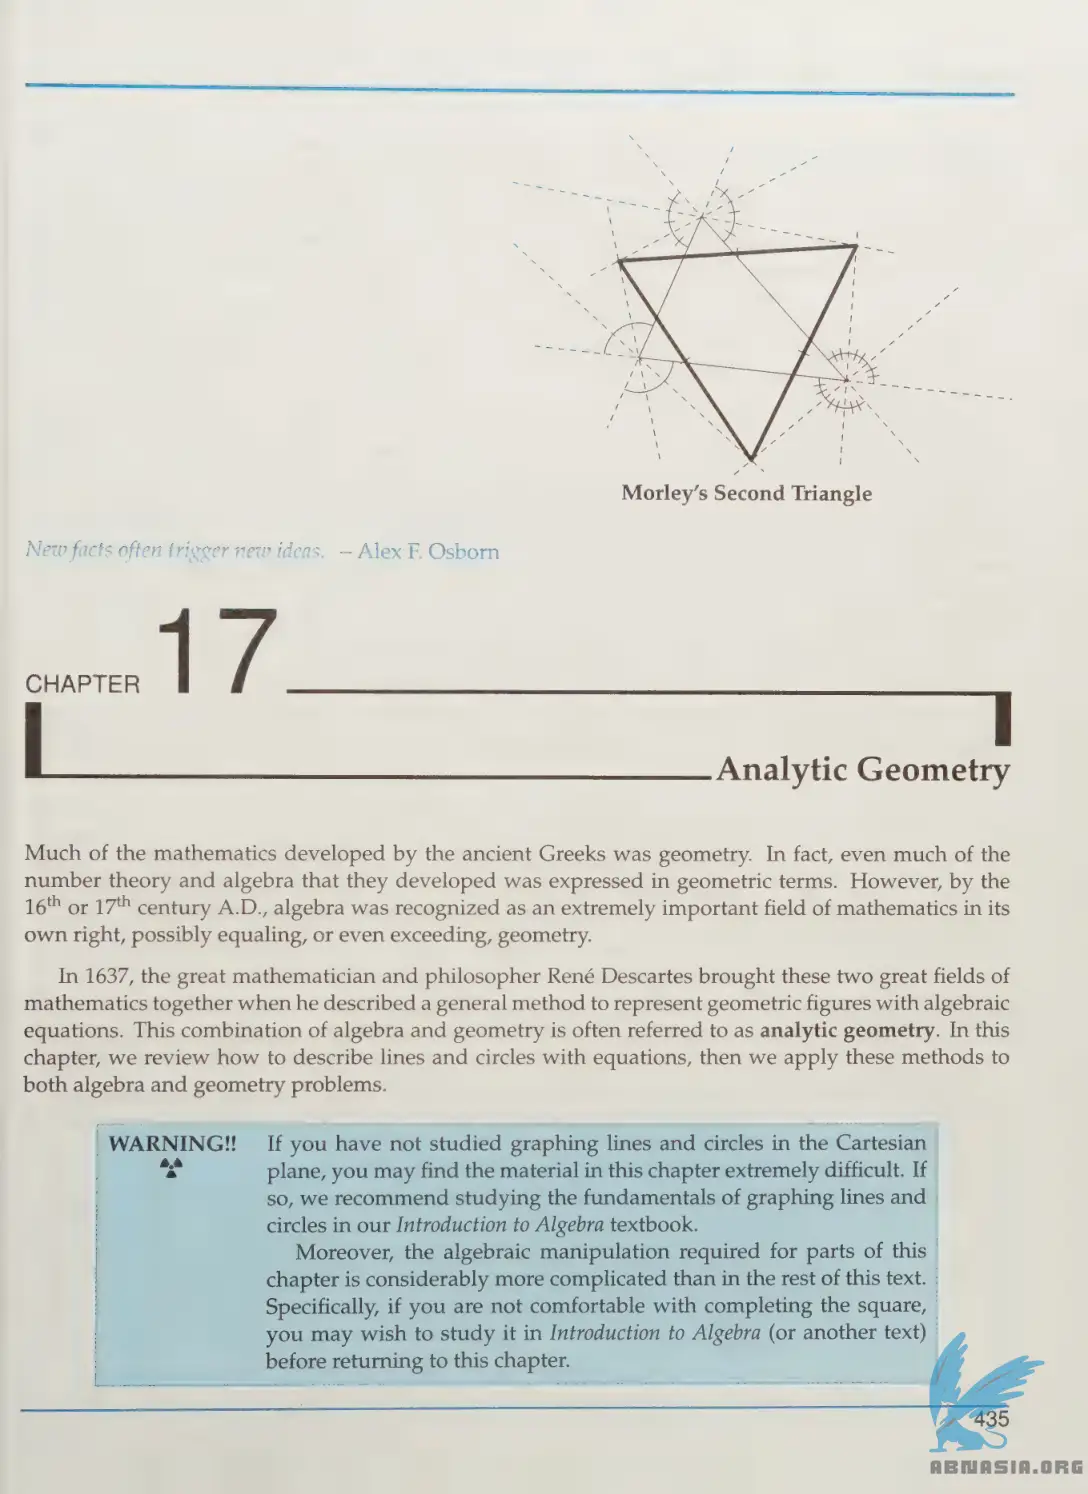 Morley's Second Triangle
New facts often trigger new ideas. – Alex F. Osborn
CHAPTER 17
Analytic Geometry
Much of the mathematics developed by the ancient Greeks was geometry. In fact, even much of the
number theory and algebra that they developed was expressed in geometric terms. However, by the
16th or 17th century A.D., algebra was recognized as an extremely important field of mathematics in its
own right, possibly equaling, or even exceeding, geometry.
In 1637, the great mathematician and philosopher René Descartes brought these two great fields of
mathematics together when he described a general method to represent geometric figures with algebraic
equations. This combination of algebra and geometry is often referred to as analytic geometry. In this
chapter, we review how to describe lines and circles with equations, then we apply these methods to
both algebra and geometry problems.
WARNING!! If you have not studied graphing lines and circles in the Cartesian
plane, you may find the material in this chapter extremely difficult. If
so, we recommend studying the fundamentals of graphing lines and
circles in our Introduction to Algebra textbook.
Moreover, the algebraic manipulation required for parts of this
chapter is considerably more complicated than in the rest of this text.
Specifically, if you are not comfortable with completing the square,
you may wish to study it in Introduction to Algebra (or another text)
before returning to this chapter.
435
ABNASIA.ORG